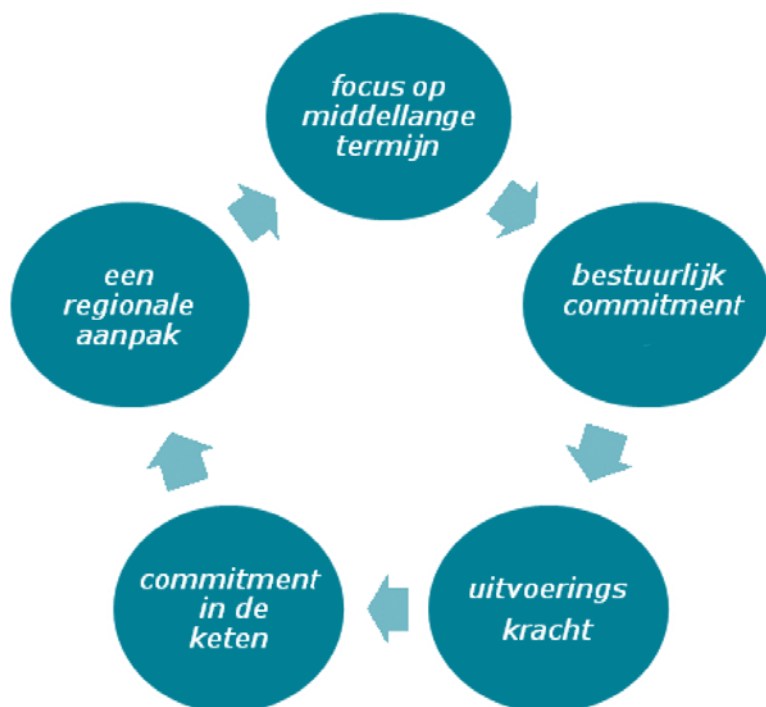 focus op
middellange
termijn
bestuurlijk
commitment
uitvoerings
kracht
commitment
in de
keten
een
regionale
aanpak